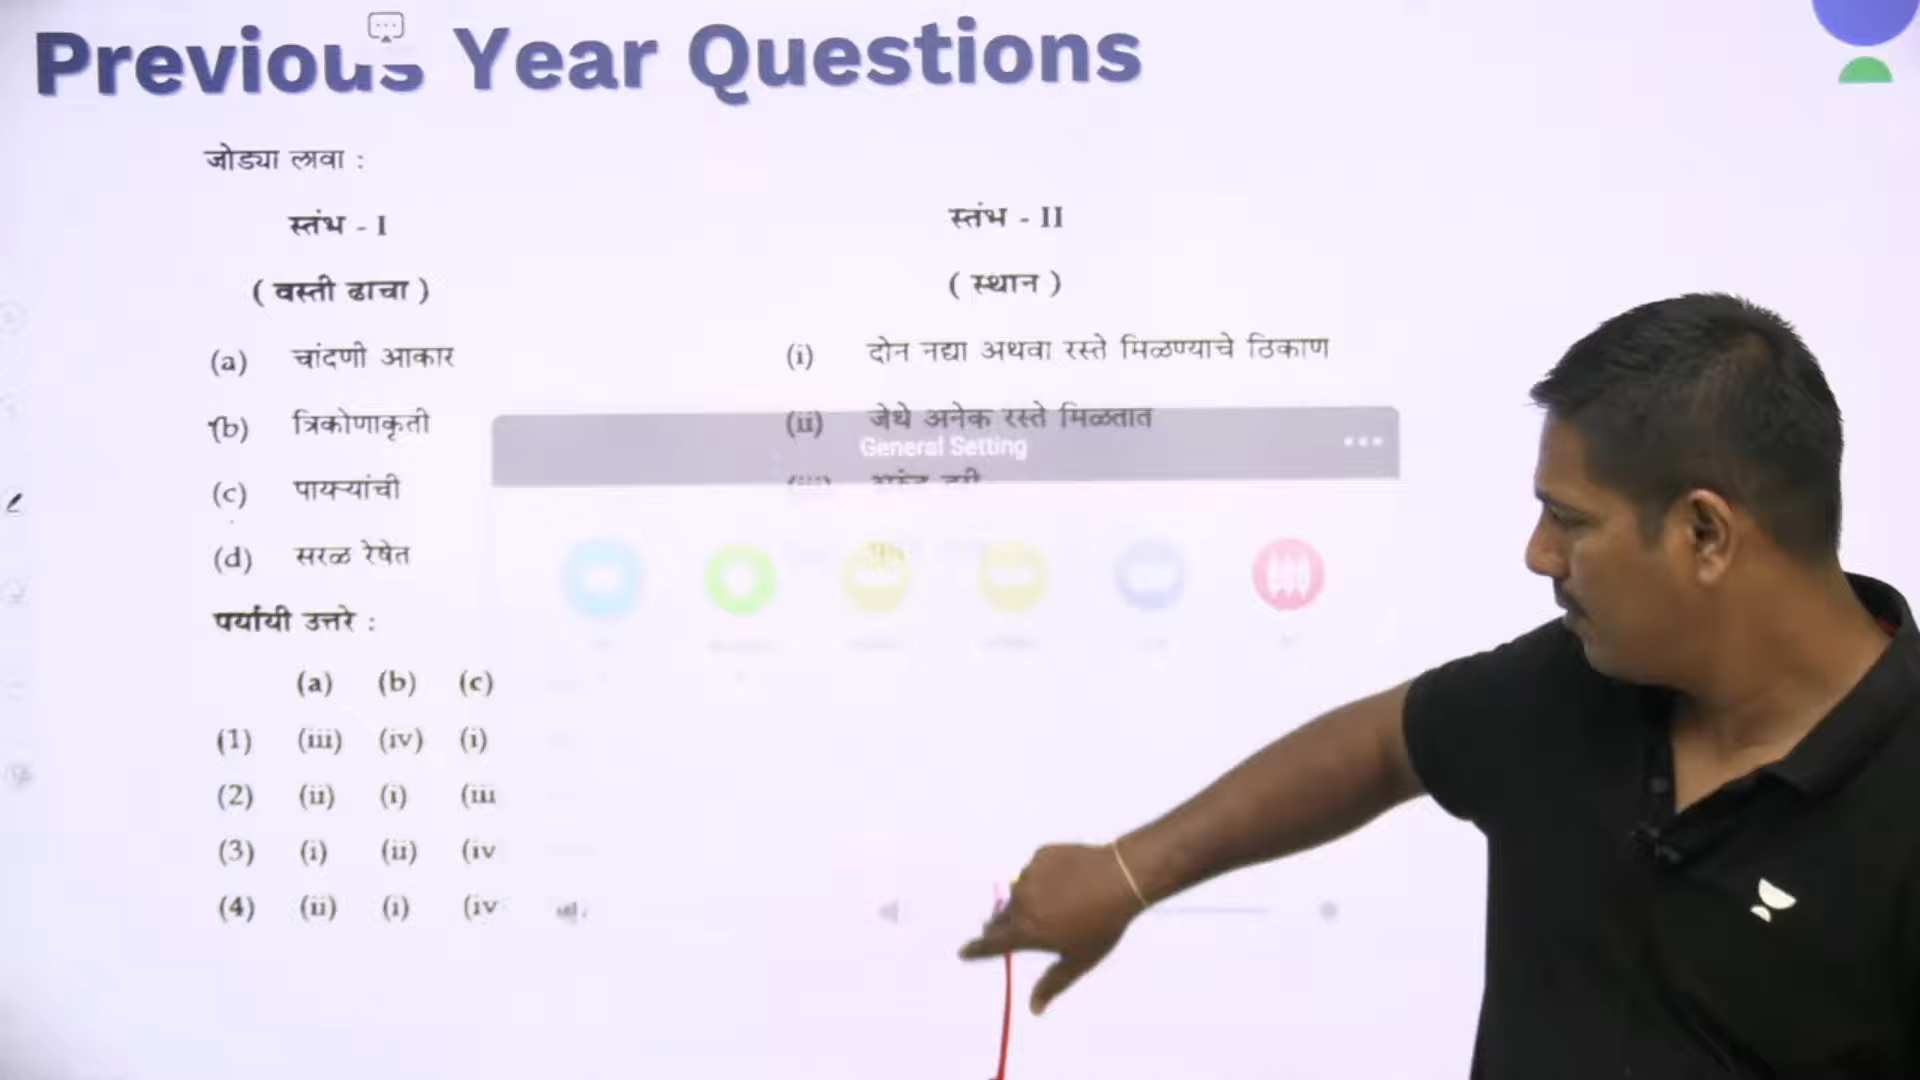 Previous Year Questions
जोड्या लावा :
स्तंभ - I स्तंभ - II
( वस्ती ढाचा ) ( स्थान )
(a) चांदणी आकार (i) दोन नद्या अथवा रस्ते मिळण्याचे ठिकाण
(b) त्रिकोणाकृती (ii) जेथे अनेक रस्ते मिळतात
General Setting
(c) पायऱ्यांची
(d) सरळ रेषेत
पर्यायी उत्तरे :
(a) (b) (c)
(1) (iii) (iv) (i)
(2) (ii) (i) (iii
(3) (i) (ii) (iv
(4) (ii) (i) (iv